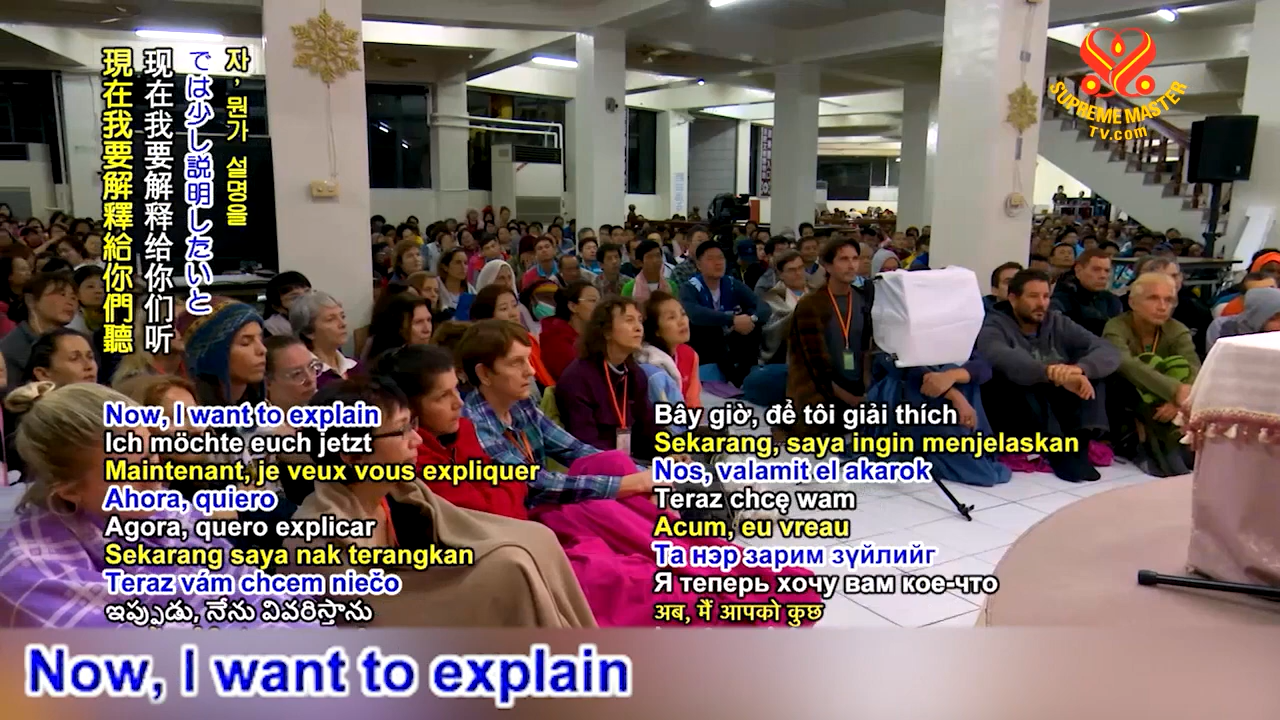 자, 뭔가 설명을
では少し説明したいと
现在我要解释给你们听
現在我要解釋給你們聽
SUPREME MASTER
TV.com
Now, I want to explain
Ich möchte euch jetzt
Maintenant, je veux vous expliquer
Ahora, quiero
Agora, quero explicar
Sekarang saya nak terangkan
Teraz vám chcem niečo
ఇప్పుడు, నేను వివరిస్తాను
Bây giờ, để tôi giải thích
Sekarang, saya ingin menjelaskan
Nos, valamit el akarok
Teraz chcę wam
Acum, eu vreau
Та нэр зарим зүйлийг
Я теперь хочу вам кое-что
अब, मैं आपको कुछ
Now, I want to explain